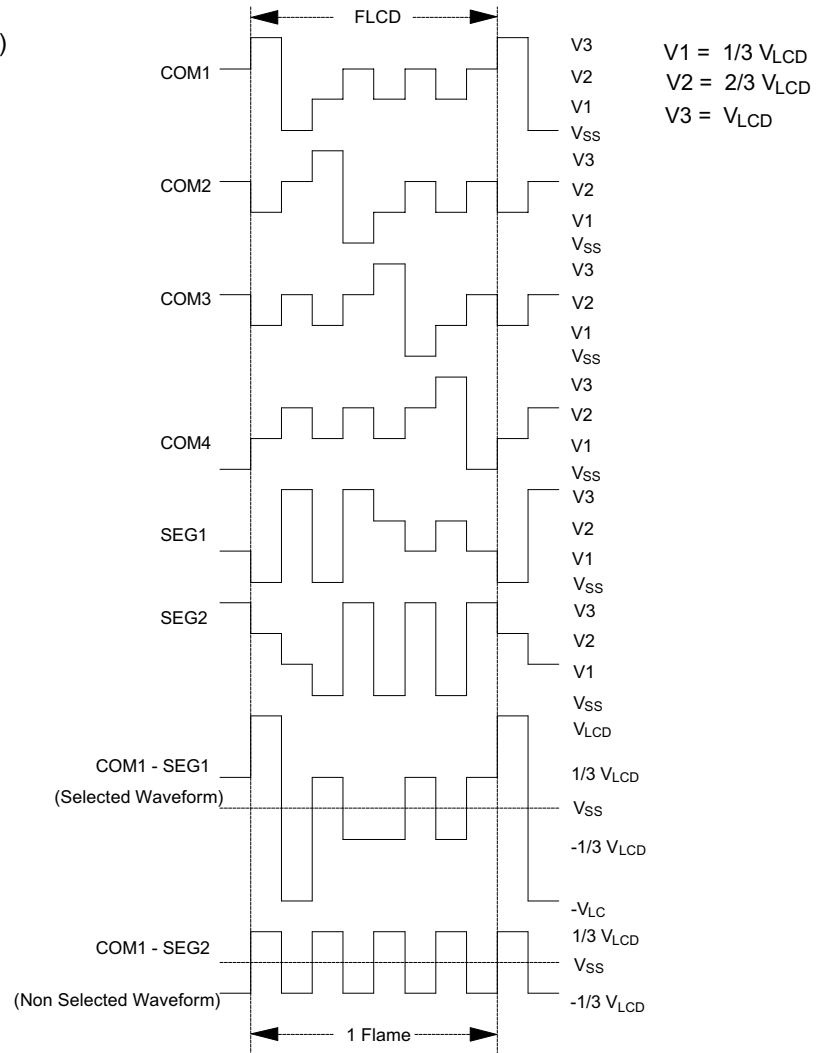 )
FLCD
COM1
V3
V2
V1
VSS
V1 = 1/3 VLCD
V2 = 2/3 VLCD
V3 = VLCD
COM2
V3
V2
V1
VSS
COM3
V3
V2
V1
VSS
COM4
V3
V2
V1
VSS
SEG1
V3
V2
V1
VSS
SEG2
V3
V2
V1
VSS
COM1 - SEG1
(Selected Waveform)
VLCD
1/3 VLCD
VSS
-1/3 VLCD
-VLC
COM1 - SEG2
(Non Selected Waveform)
1/3 VLCD
VSS
-1/3 VLCD
1 Flame